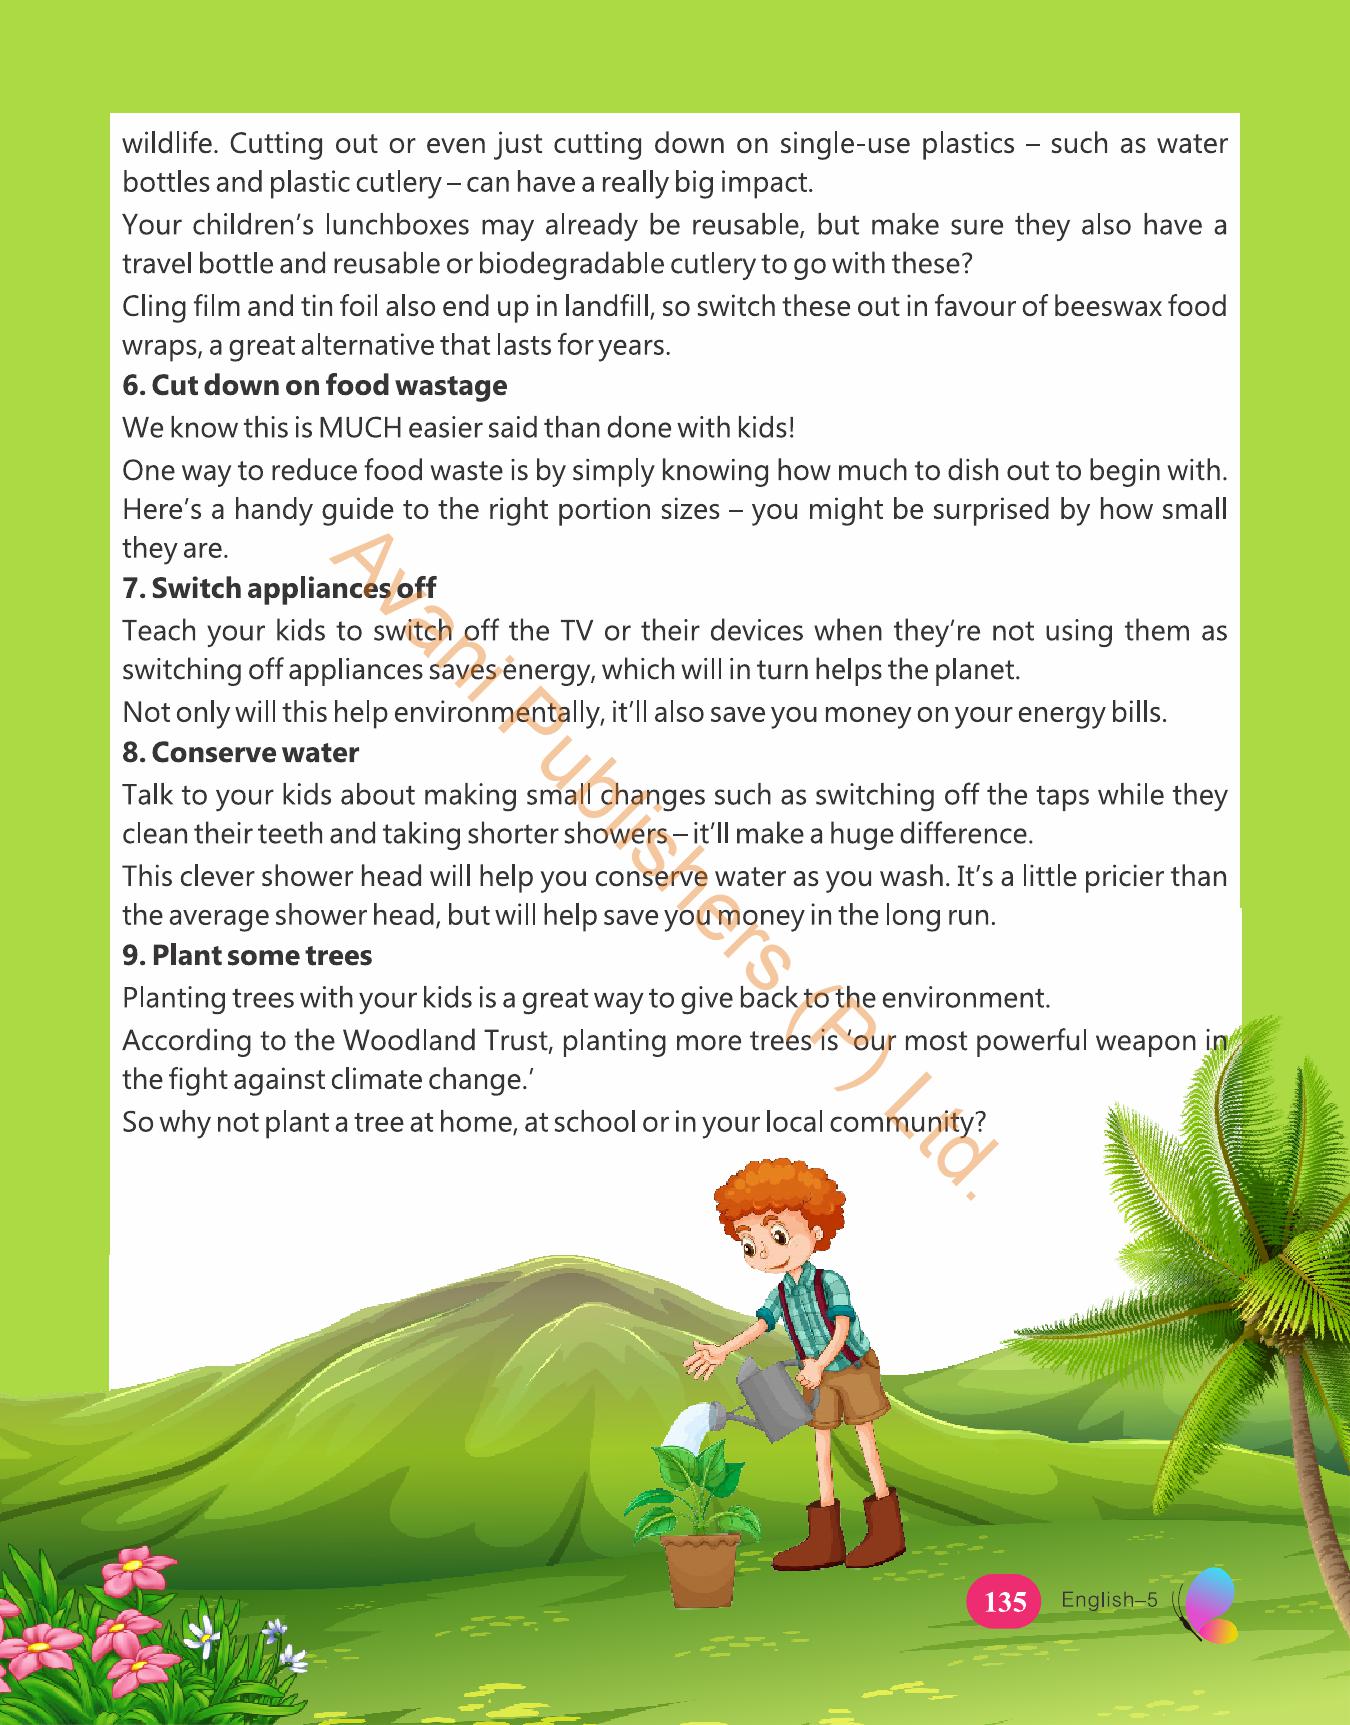 wildlife. Cutting out or even just cutting down on single-use plastics – such as water
bottles and plastic cutlery – can have a really big impact.
Your children’s lunchboxes may already be reusable, but make sure they also have a
travel bottle and reusable or biodegradable cutlery to go with these?
Cling film and tin foil also end up in landfill, so switch these out in favour of beeswax food
wraps, a great alternative that lasts for years.
6. Cut down on food wastage
We know this is MUCH easier said than done with kids!
One way to reduce food waste is by simply knowing how much to dish out to begin with.
Here’s a handy guide to the right portion sizes – you might be surprised by how small
they are.
7. Switch appliances off
Teach your kids to switch off the TV or their devices when they’re not using them as
switching off appliances saves energy, which will in turn helps the planet.
Not only will this help environmentally, it’ll also save you money on your energy bills.
8. Conserve water
Talk to your kids about making small changes such as switching off the taps while they
clean their teeth and taking shorter showers – it’ll make a huge difference.
This clever shower head will help you conserve water as you wash. It’s a little pricier than
the average shower head, but will help save you money in the long run.
9. Plant some trees
Planting trees with your kids is a great way to give back to the environment.
According to the Woodland Trust, planting more trees is ‘our most powerful weapon in
the fight against climate change.’
So why not plant a tree at home, at school or in your local community?
Avani Publishers (P) Ltd.
135 English–5